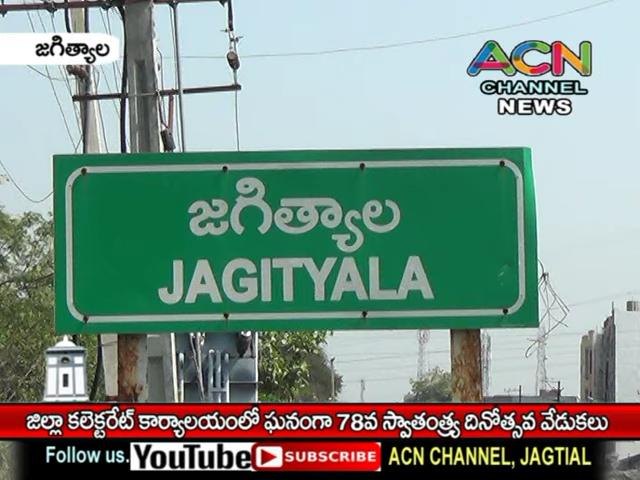 జగిత్యాల
ACN
CHANNEL
NEWS
జగిత్యాల
JAGITYALA
జిల్లా కలెక్టరేట్ కార్యాలయంలో ఘనంగా 78వ స్వాతంత్ర్య దినోత్సవ వేడుకలు
Follow us. YouTube SUBSCRIBE ACN CHANNEL, JAGTIAL